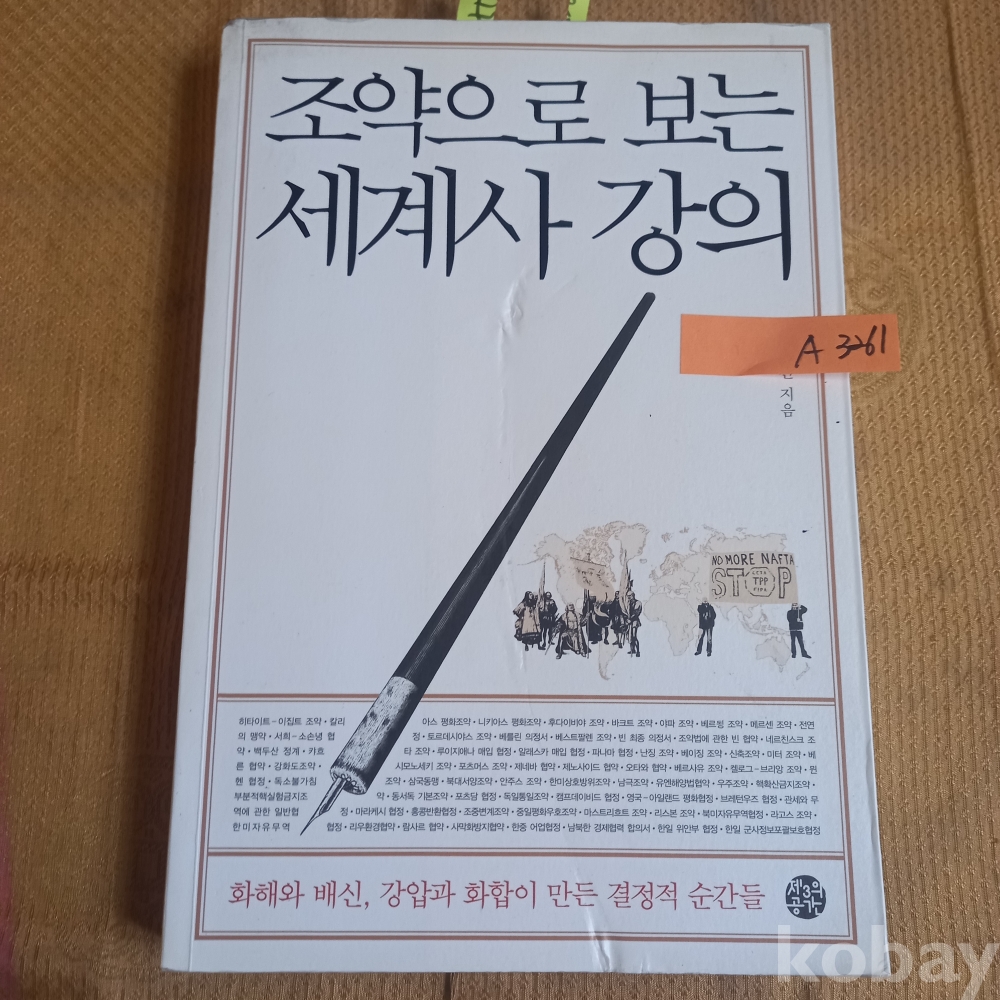 조약으로 보는
세계사 강의
A 3261
지음
NO MORE NAFTA
STOP
CETA
TPP
FIPA
히타이트-이집트 조약 • 칼리아스 평화조약 • 니키아스 평화조약 • 후다이비야 조약 • 바크트 조약 • 야파 조약 • 베르됭 조약 • 메르센 조약 • 전연
의 맹약 • 서희-소손녕 협정 • 토르데시야스 조약 • 베를린 의정서 • 베스트팔렌 조약 • 빈 최종 의정서 • 조약법에 관한 빈 협약 • 네르친스크 조
약 • 백두산 정계 • 카흐타 조약 • 루이지애나 매입 협정 • 알래스카 매입 협정 • 파나마 협정 • 난징 조약 • 베이징 조약 • 신축조약 • 미터 조약 • 베
른 협약 • 강화도조약 • 시모노세키 조약 • 포츠머스 조약 • 제네바 협약 • 제노사이드 협약 • 오타와 협약 • 베르사유 조약 • 켈로그-브리앙 조약 • 뮌
헨 협정 • 독소불가침조약 • 삼국동맹 • 북대서양조약 • 안주스 조약 • 한미상호방위조약 • 남극조약 • 유엔해양법협약 • 우주조약 • 핵확산금지조약 •
부분적핵실험금지조약 • 동서독 기본조약 • 포츠담 협정 • 독일통일조약 • 캠프데이비드 협정 • 영국-아일랜드 평화협정 • 브레턴우즈 협정 • 관세와 무
역에 관한 일반협정 • 마라케시 협정 • 홍콩반환협정 • 조중변계조약 • 중일평화우호조약 • 마스트리흐트 조약 • 리스본 조약 • 북미자유무역협정 • 라고스 조약 •
한미자유무역협정 • 리우환경협약 • 람사르 협약 • 사막화방지협약 • 한중 어업협정 • 남북한 경제협력 합의서 • 한일 위안부 협정 • 한일 군사정보포괄보호협정
화해와 배신, 강압과 화합이 만든 결정적 순간들
제3의
공간
kobay